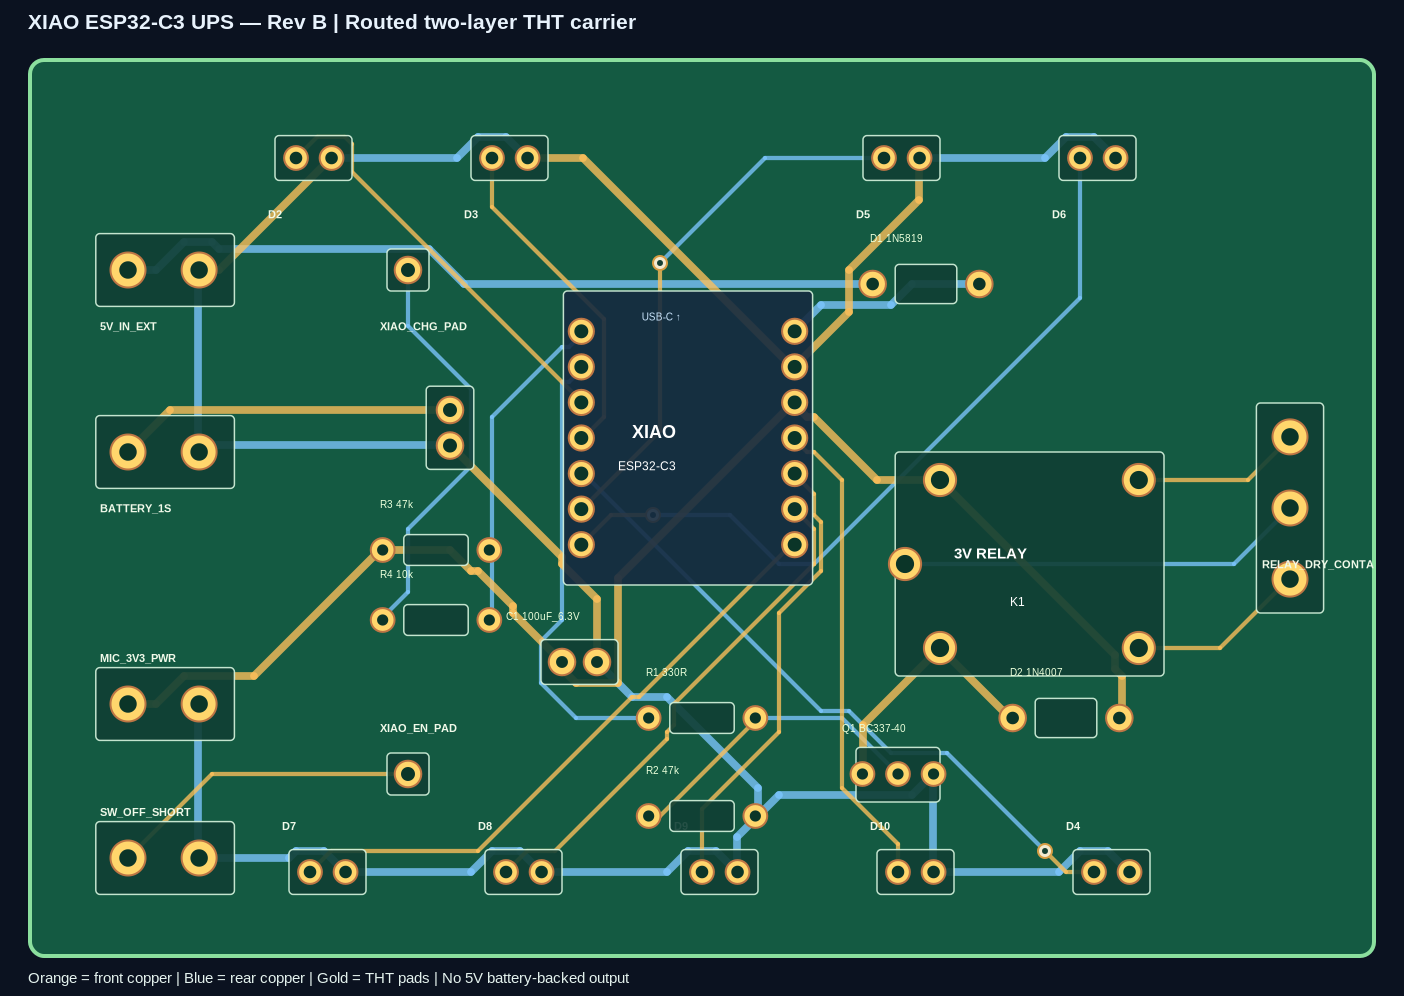 XIAO ESP32-C3 UPS — Rev B | Routed two-layer THT carrier
D2
D3
D5
D6
D1 1N5819
5V_IN_EXT
XIAO_CHG_PAD
USB-C ↑
XIAO
ESP32-C3
BATTERY_1S
R3 47k
R4 10k
C1 100uF_6.3V
3V RELAY
K1
RELAY_DRY_CONTA
MIC_3V3_PWR
R1 330R
D2 1N4007
XIAO_EN_PAD
Q1 BC337-40
R2 47k
SW_OFF_SHORT
D7
D8
D9
D10
D4
Orange = front copper | Blue = rear copper | Gold = THT pads | No 5V battery-backed output